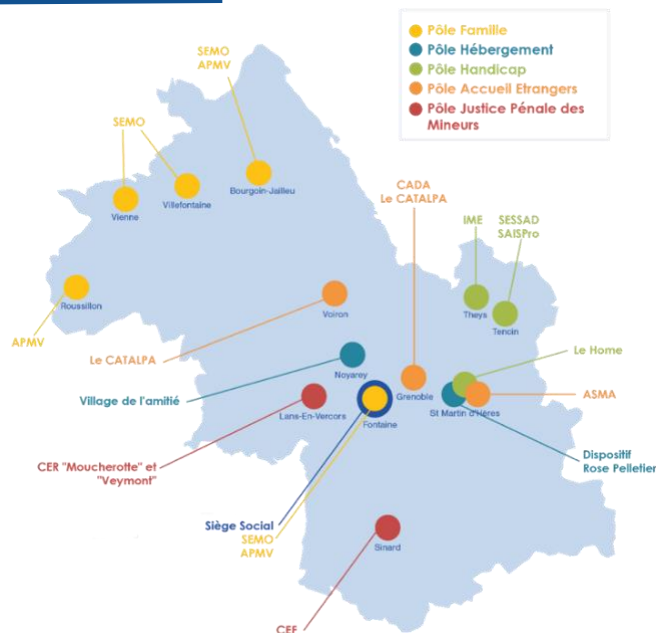 Pôle Famille
Pôle Hébergement
Pôle Handicap
Pôle Accueil Etrangers
Pôle Justice Pénale des
Mineurs
SEMO
APMV
SEMO
Bourgoin-Jailleu
Villefontaine
Vienne
CADA
Le CATALPA
IME
SESSAD
SAISPro
Roussillon
APMV
Voiron
Theys
Tencin
Le CATALPA
Le Home
Noyarey
Village de l'amitié
Grenoble
ASMA
Lans-En-Vercors
Fontaine
St Martin d'Hères
CER "Moucherotte" et
"Veymont"
Dispositif
Rose Pelletier
Siège Social
SEMO
APMV
Sinard
CEF